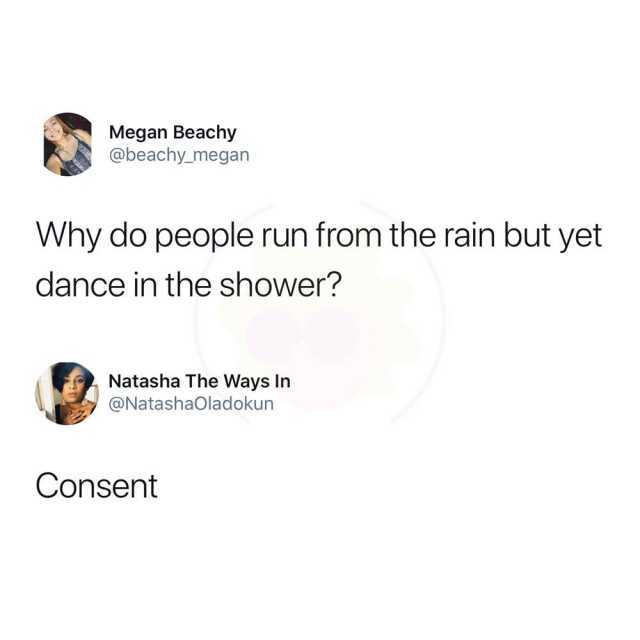 Megan Beachy
@beachy_megan
Why do people run from the rain but yet
dance in the shower?
Natasha The Ways In
@NatashaOladokun
Consent